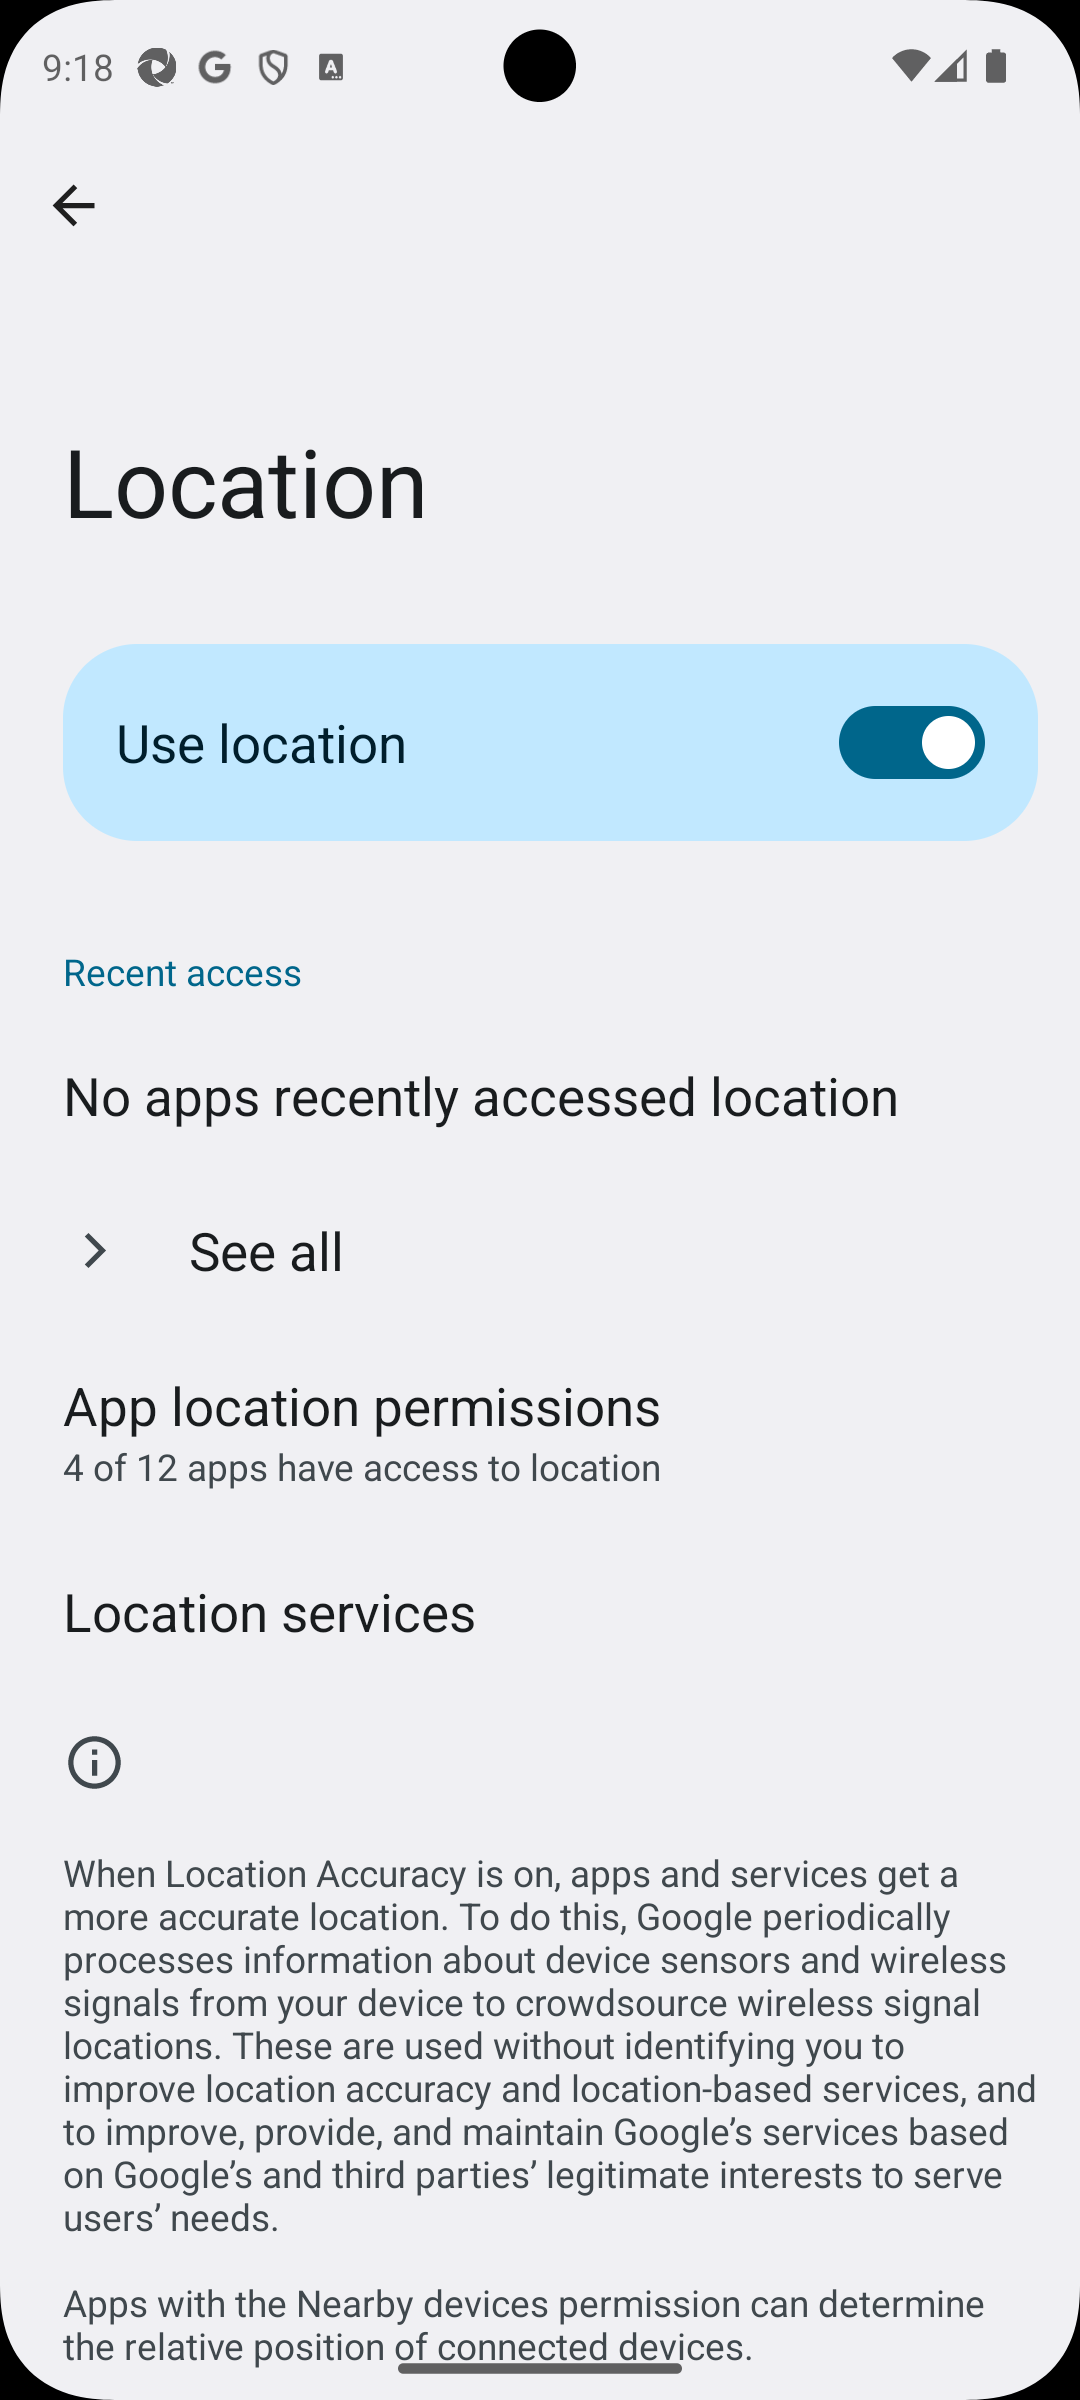 9:18
Location
Use location
Recent access
No apps recently accessed location
See all
App location permissions
4 of 12 apps have access to location
Location services
When Location Accuracy is on, apps and services get a
more accurate location. To do this, Google periodically
processes information about device sensors and wireless
signals from your device to crowdsource wireless signal
locations. These are used without identifying you to
improve location accuracy and location-based services, and
to improve, provide, and maintain Google’s services based
on Google’s and third parties’ legitimate interests to serve
users’ needs.
Apps with the Nearby devices permission can determine
the relative position of connected devices.